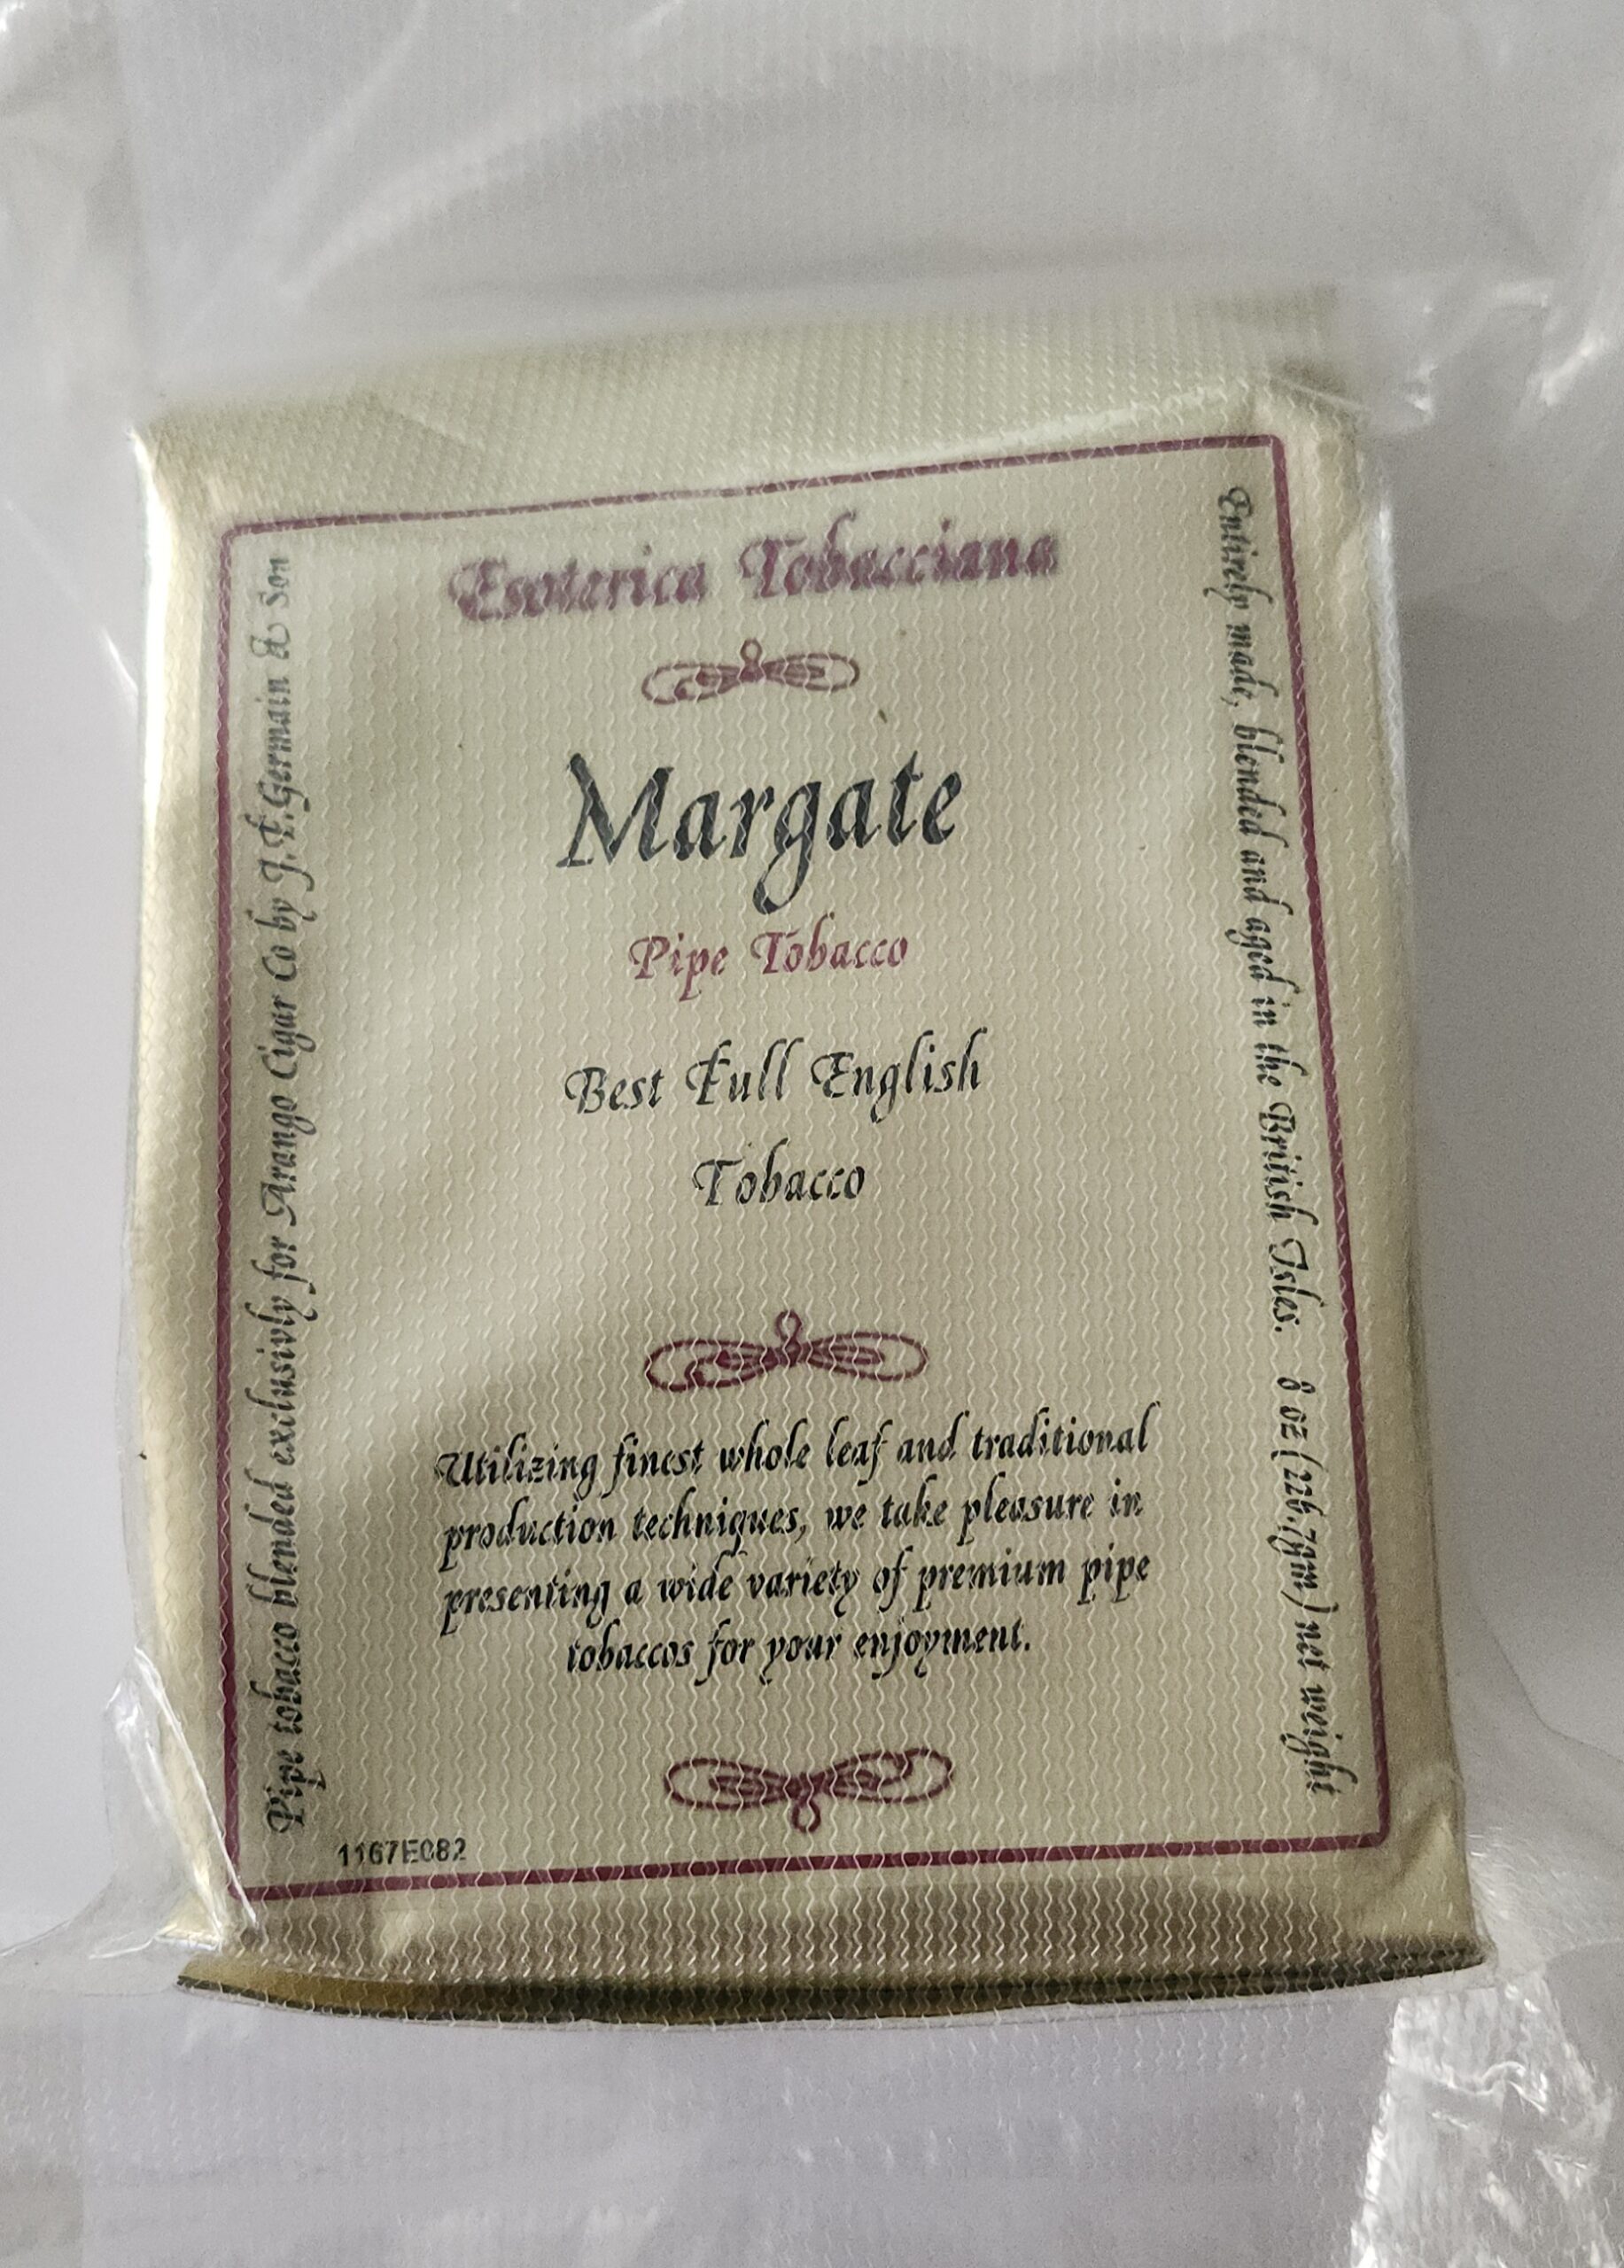 Esoterica Tobacciana
Margate
Pipe Tobacco
Best Full English
Tobacco
Utilizing finest whole leaf and traditional
production techniques, we take pleasure in
presenting a wide variety of premium pipe
tobaccos for your enjoyment.
Pipe tobacco blended exclusivly for Arango Cigar Co by J.F.Germain & Son
Entirely made, blended and aged in the British Isles. 8 oz (226.79gm) net weight
1167E082